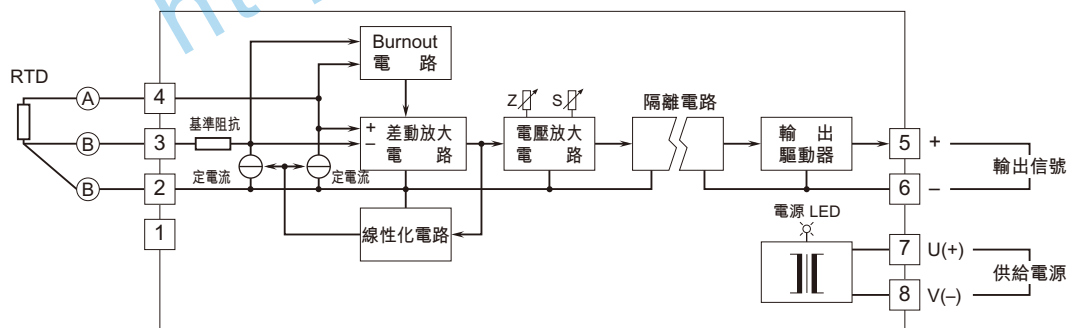 Burnout
電 路
RTD
A
4
Z
S
隔離電路
B
3
基準阻抗
+
–
差動放大
電 路
電壓放大
電 路
輸 出
驅動器
5
+
輸出信號
B
2
定電流
定電流
6
–
1
線性化電路
電源 LED
7
U(+)
供給電源
8
V(–)